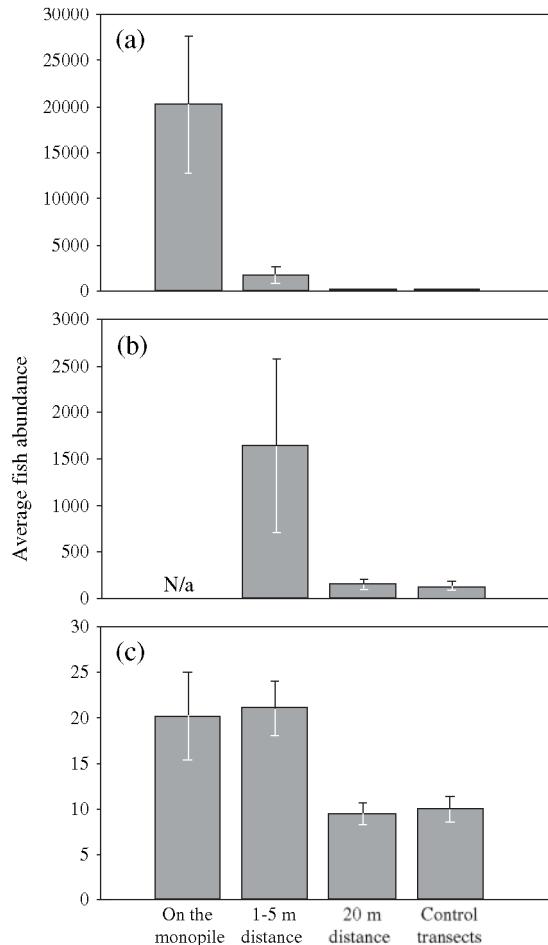 Average fish abundance
(a)
30000
25000
20000
15000
10000
5000
0
(b)
3000
2500
2000
1500
1000
500
0
N/a
(c)
30
25
20
15
10
5
0
On the
monopile
1-5 m
distance
20 m
distance
Control
transects